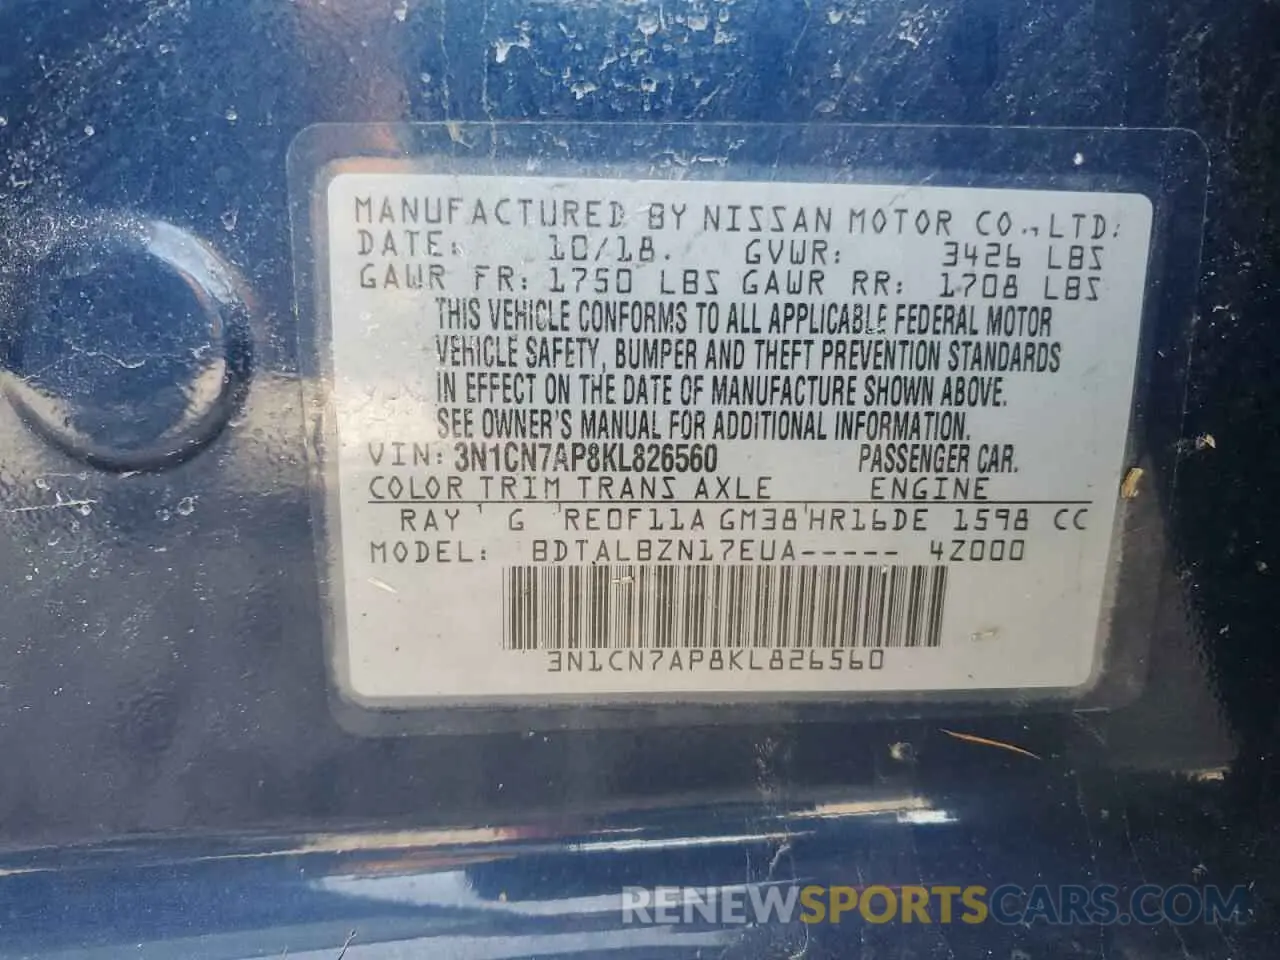 MANUFACTURED BY NISSAN MOTOR CO., LTD.
DATE: 10/18. GVWR: 3426 LBS
GAWR FR: 1750 LBS GAWR RR: 1708 LBS
THIS VEHICLE CONFORMS TO ALL APPLICABLE FEDERAL MOTOR
VEHICLE SAFETY, BUMPER AND THEFT PREVENTION STANDARDS
IN EFFECT ON THE DATE OF MANUFACTURE SHOWN ABOVE.
SEE OWNER'S MANUAL FOR ADDITIONAL INFORMATION.
VIN: 3N1CN7AP8KL826560 PASSENGER CAR.
COLOR TRIM TRANS AXLE ENGINE
RAY G RE0F11A GM38 HR16DE 1598 CC
MODEL: BDTALBZN17EUA----- 4Z000
3N1CN7AP8KL826560
RENEWSPORTSCARS.COM